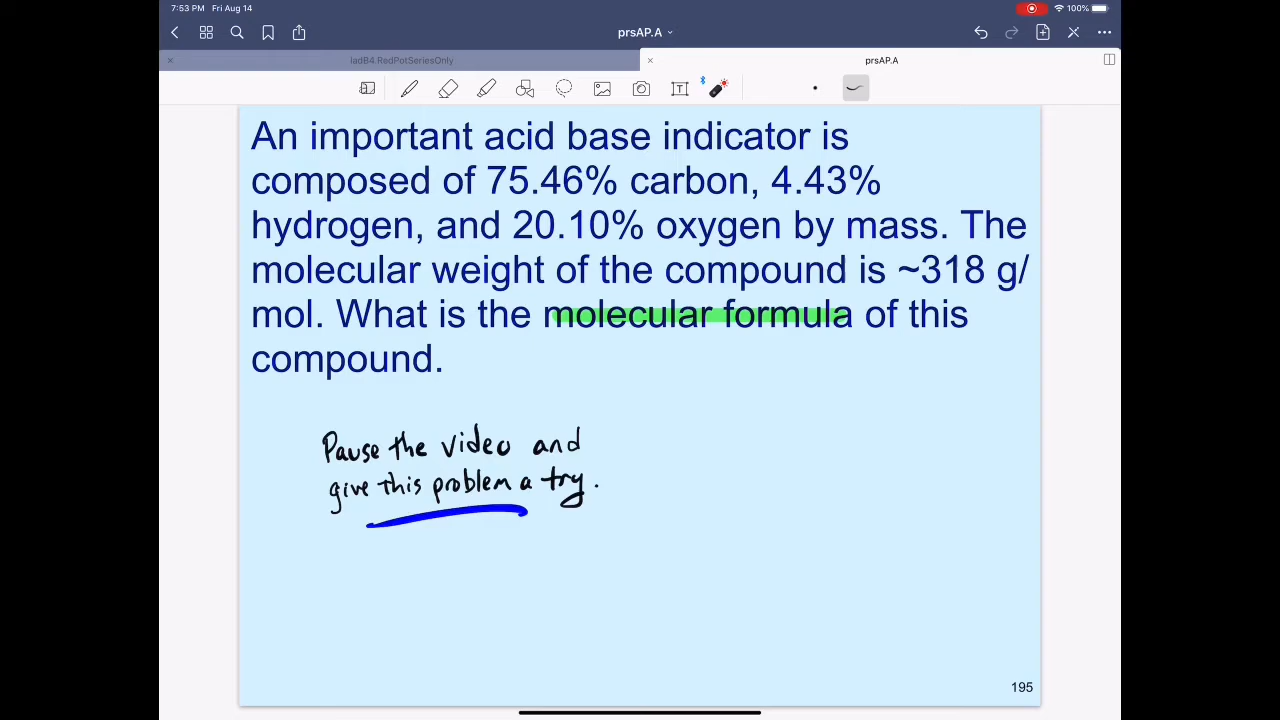 7:53 PM Fri Aug 14
100%
prsAP.A
ladB4.RedPotSeriesOnly
prsAP.A
An important acid base indicator is
composed of 75.46% carbon, 4.43%
hydrogen, and 20.10% oxygen by mass. The
molecular weight of the compound is ~318 g/
mol. What is the molecular formula of this
compound.
Pause the video and
give this problem a try.
195